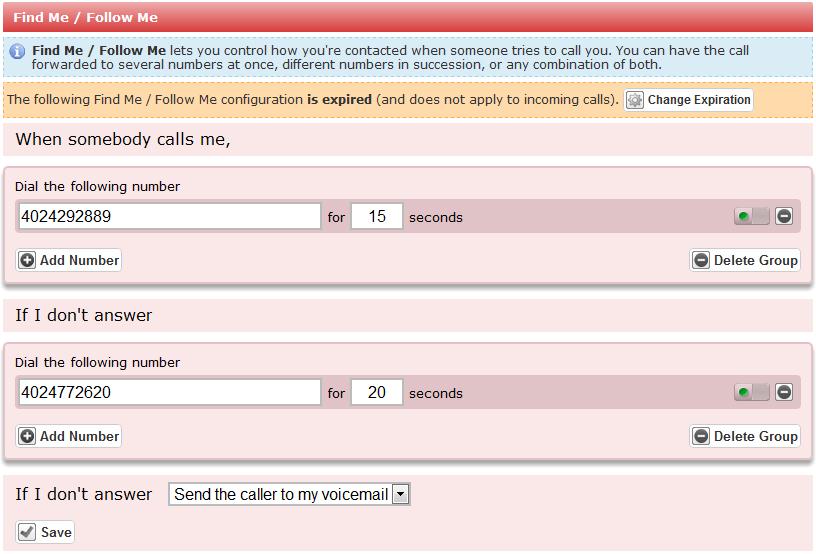 Find Me / Follow Me
Find Me / Follow Me lets you control how you're contacted when someone tries to call you. You can have the call
forwarded to several numbers at once, different numbers in succession, or any combination of both.
The following Find Me / Follow Me configuration is expired (and does not apply to incoming calls). Change Expiration
When somebody calls me,
Dial the following number
4024292889 for 15 seconds
Add Number Delete Group
If I don't answer
Dial the following number
4024772620 for 20 seconds
Add Number Delete Group
If I don't answer Send the caller to my voicemail
Save